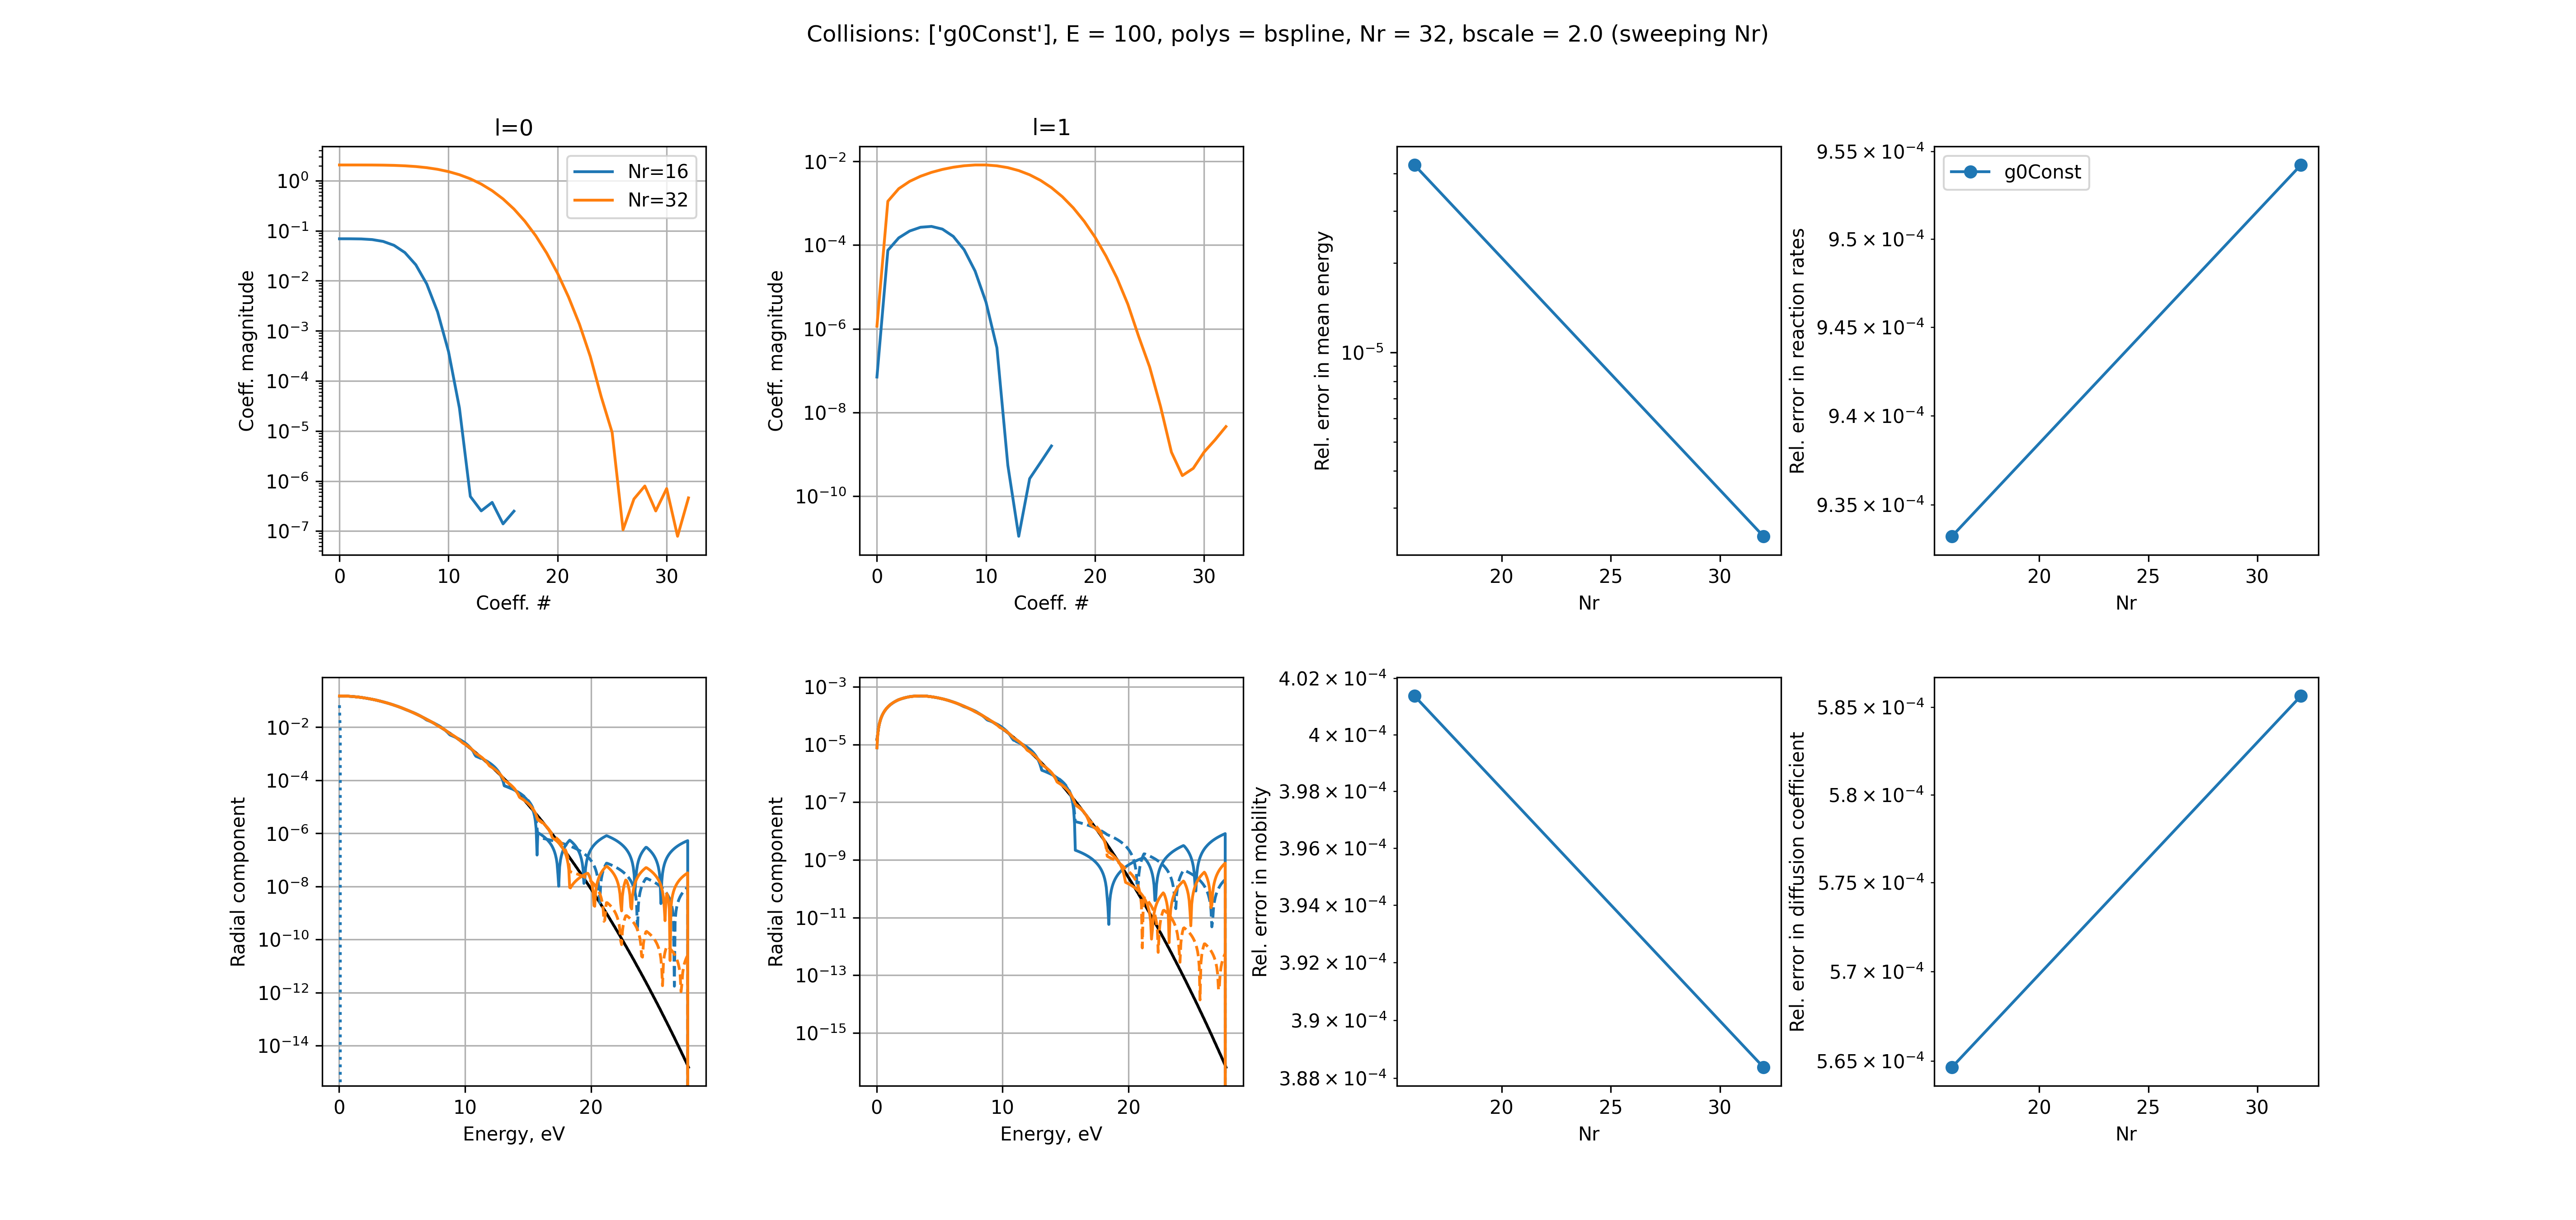 Collisions: ['g0Const'], E = 100, polys = bspline, Nr = 32, bscale = 2.0 (sweeping Nr)
l=0
Coeff. magnitude
10⁰
10⁻¹
10⁻²
10⁻³
10⁻⁴
10⁻⁵
10⁻⁶
10⁻⁷
Nr=16
Nr=32
0 10 20 30
Coeff. #
l=1
Coeff. magnitude
10⁻²
10⁻⁴
10⁻⁶
10⁻⁸
10⁻¹⁰
0 10 20 30
Coeff. #
Rel. error in mean energy
10⁻⁵
20 25 30
Nr
Rel. error in reaction rates
9.55 × 10⁻⁴
9.5 × 10⁻⁴
9.45 × 10⁻⁴
9.4 × 10⁻⁴
9.35 × 10⁻⁴
g0Const
20 25 30
Nr
Radial component
10⁻²
10⁻⁴
10⁻⁶
10⁻⁸
10⁻¹⁰
10⁻¹²
10⁻¹⁴
0 10 20
Energy, eV
Radial component
10⁻³
10⁻⁵
10⁻⁷
10⁻⁹
10⁻¹¹
10⁻¹³
10⁻¹⁵
0 10 20
Energy, eV
Rel. error in mobility
4.02 × 10⁻⁴
4 × 10⁻⁴
3.98 × 10⁻⁴
3.96 × 10⁻⁴
3.94 × 10⁻⁴
3.92 × 10⁻⁴
3.9 × 10⁻⁴
3.88 × 10⁻⁴
20 25 30
Nr
Rel. error in diffusion coefficient
5.85 × 10⁻⁴
5.8 × 10⁻⁴
5.75 × 10⁻⁴
5.7 × 10⁻⁴
5.65 × 10⁻⁴
20 25 30
Nr